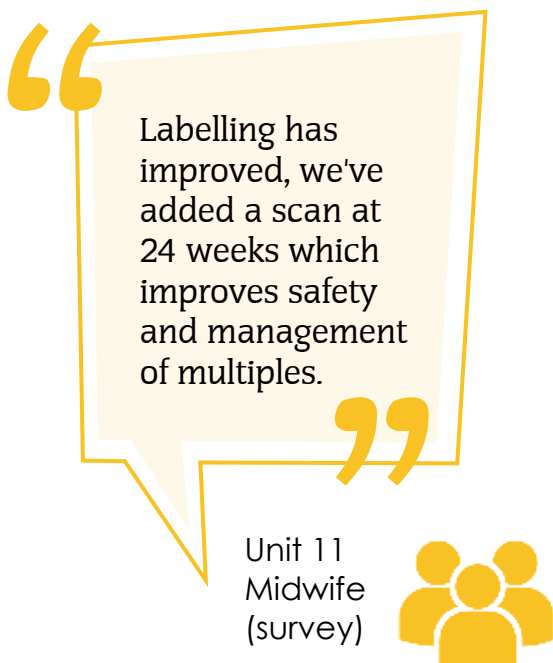 Labelling has
improved, we've
added a scan at
24 weeks which
improves safety
and management
of multiples.
Unit 11
Midwife
(survey)